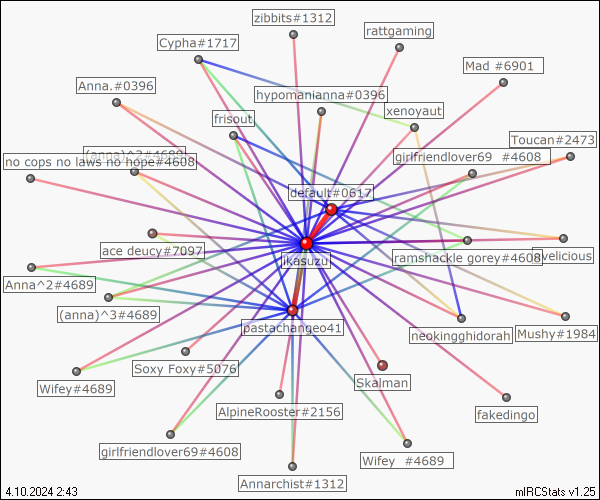 zibbits#1312
rattgaming
Cypha#1717
Mad #6901
Anna.#0396
hypomanianna#0396
xenoyaut
frisout
Toucan#2473
(anna)^2#4689
girlfriendlover69 #4608
no cops no laws no hope#4608
default#0617
ace deucy#7097
ikasuzu
ramshackle gorey#4608
velicious
Anna^2#4689
(anna)^3#4689
pastachangeo41
neokingghidorah
Mushy#1984
Soxy Foxy#5076
Skalman
Wifey#4689
AlpineRooster#2156
fakedingo
girlfriendlover69#4608
Wifey #4689
Annarchist#1312
4.10.2024 2:43
mIRCStats v1.25